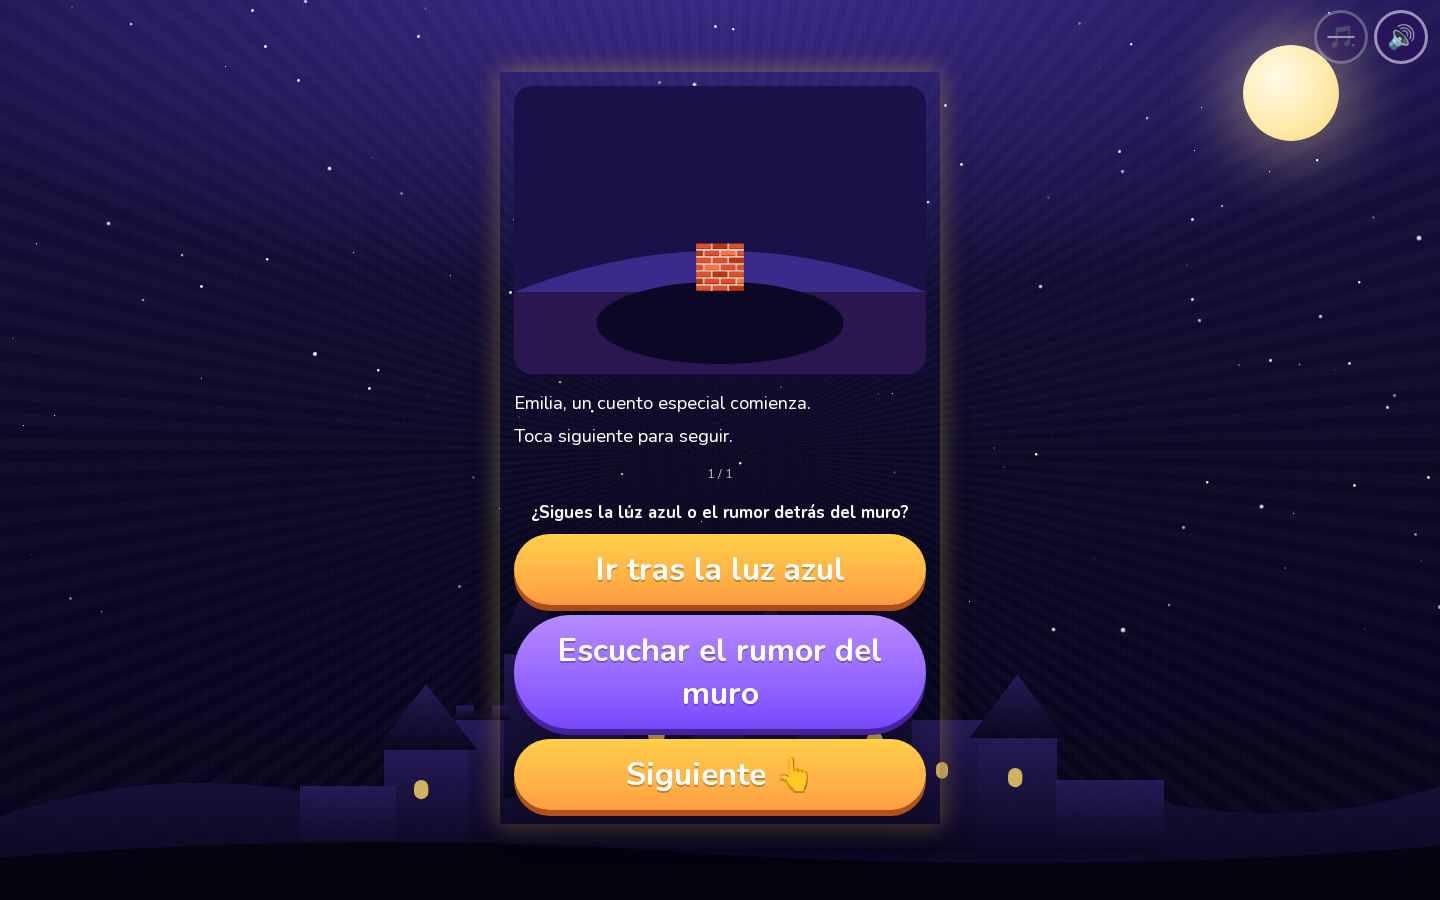 Emilia, un cuento especial comienza.
Toca siguiente para seguir.
1 / 1
¿Sigues la luz azul o el rumor detrás del muro?
Ir tras la luz azul
Escuchar el rumor del
muro
Siguiente 👆